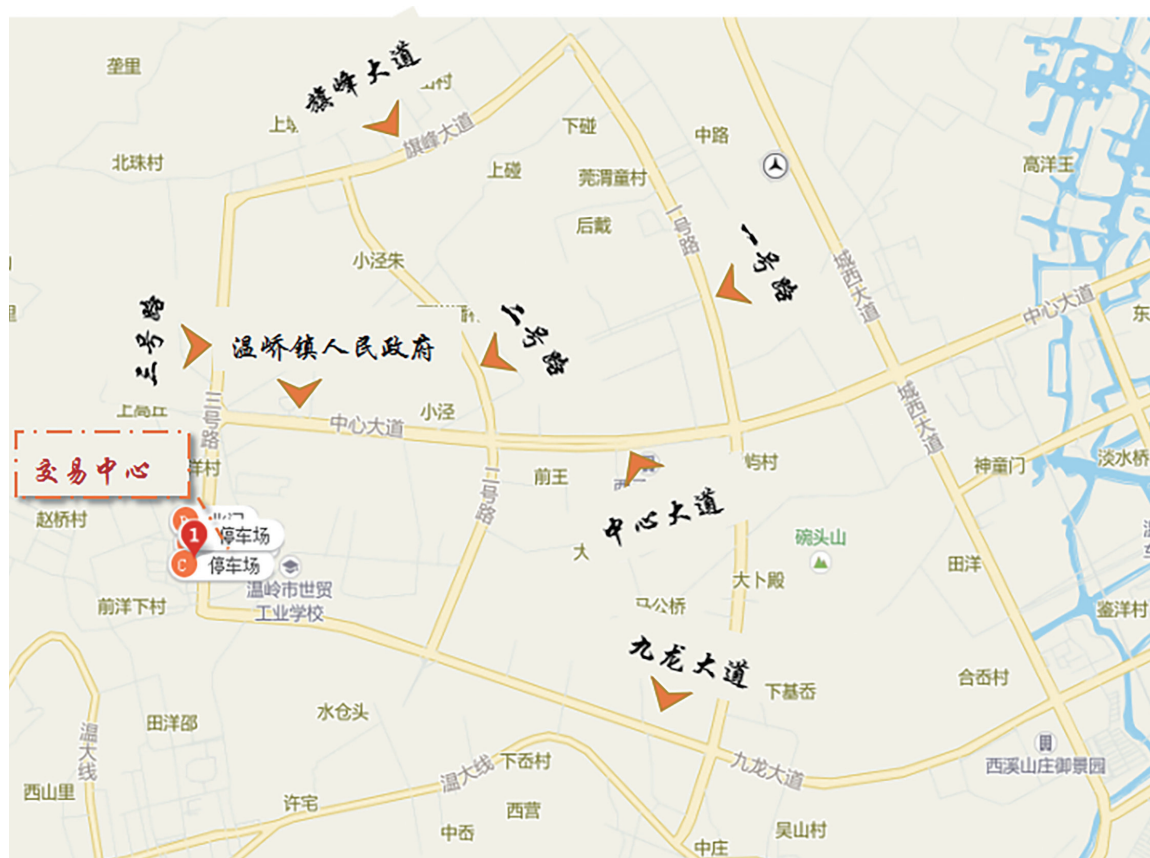 垄里
旗峰大道
旗峰大道
北珠村
上碰
下碰
中路
莞渭童村
高洋王
后戴
一号路
一号路
小泾朱
城西大道
中心大道
东
三号路
温峤镇人民政府
二号路
上高丘
三号路
中心大道
小泾
城西大道
交易中心
洋村
二号路
前王
屿村
神童门
淡水桥
赵桥村
1
停车场
C
停车场
中心大道
大
碗头山
大卜殿
田洋
温岭市世贸
工业学校
前洋下村
马公桥
鉴洋村
九龙大道
下基岙
合岙村
水仓头
田洋邵
温大线
下岙村
温大线
九龙大道
西溪山庄御景园
西山里
许宅
西营
中岙
吴山村
中庄